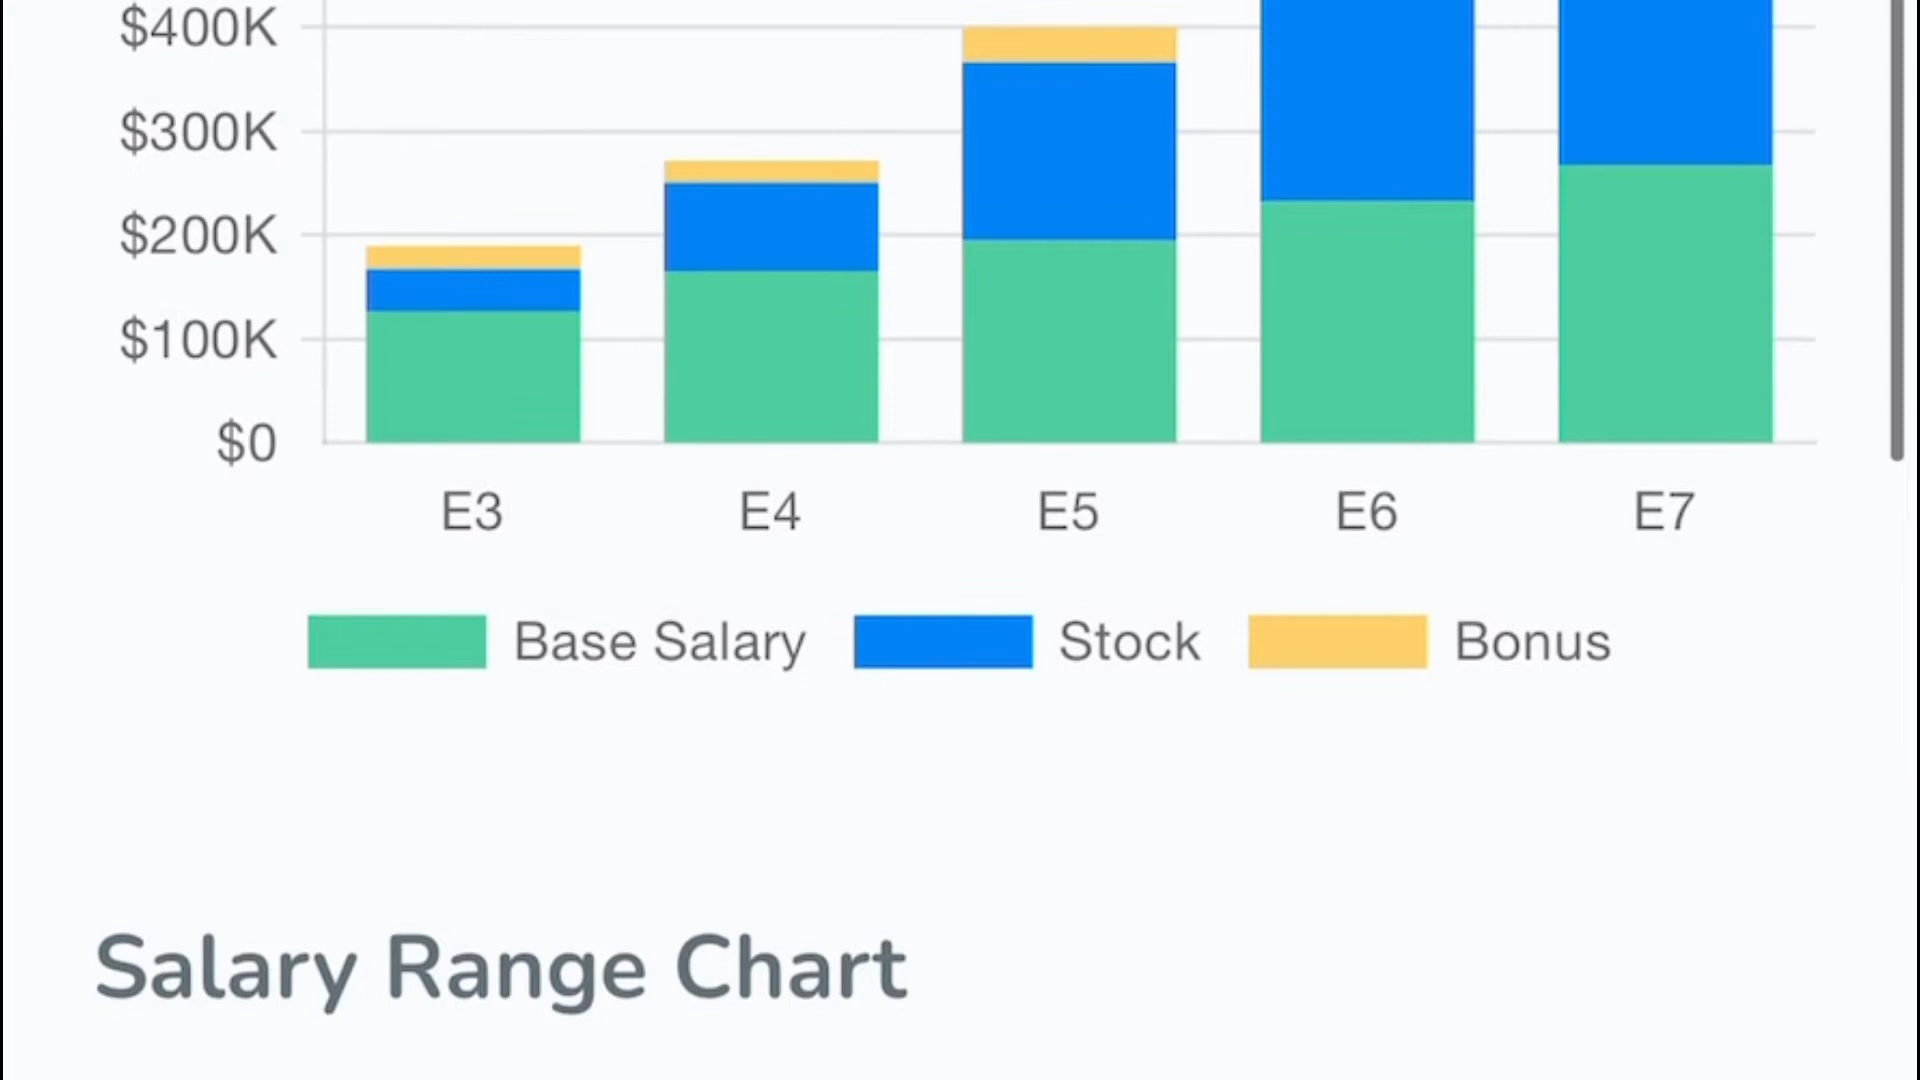 $400K
$300K
$200K
$100K
$0
E3 E4 E5 E6 E7
Base Salary Stock Bonus
Salary Range Chart